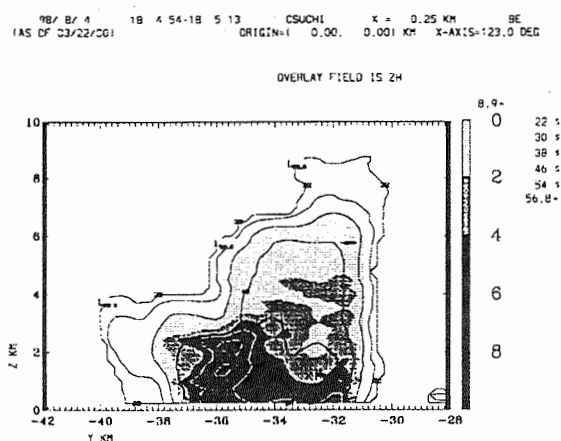 98/ 8/ 4 18 4 54-18 5 13 CSUCHI X = 0.25 KM 9E
(AS OF 03/22/00) ORIGIN=( 0.00, 0.00) KM X-AXIS=123.0 DEG
OVERLAY FIELD IS ZH
8.9+
10
8
6
4
2
0
Z KM
-42 -40 -38 -36 -34 -32 -30 -28
Y KM
0
2
4
6
8
22 s
30 s
38 s
46 s
54 s
56.8+